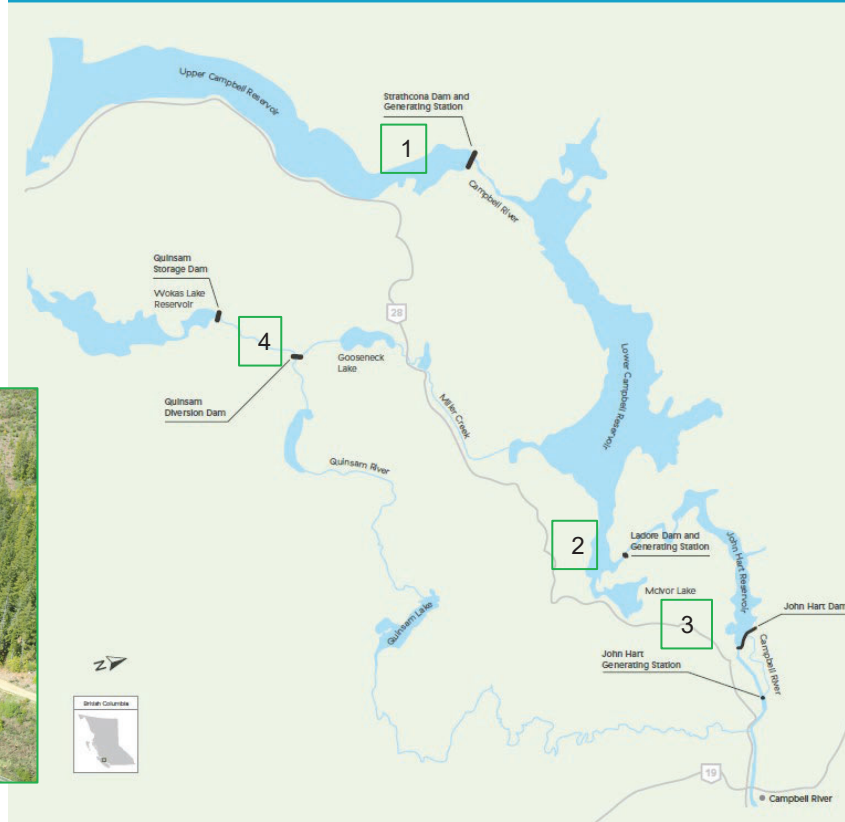 Upper Campbell Reservoir
Strathcona Dam and
Generating Station
1
Campbell River
Quinsam
Storage Dam
Wokas Lake
Reservoir
28
4
Gooseneck
Lake
Lower Campbell Reservoir
Quinsam
Diversion Dam
Miller Creek
Quinsam River
2
Ladore Dam and
Generating Station
John Hart Reservoir
McIvor Lake
Quinsam Lake
3
John Hart Dam
N
John Hart
Generating Station
Campbell River
British Columbia
19
Campbell River